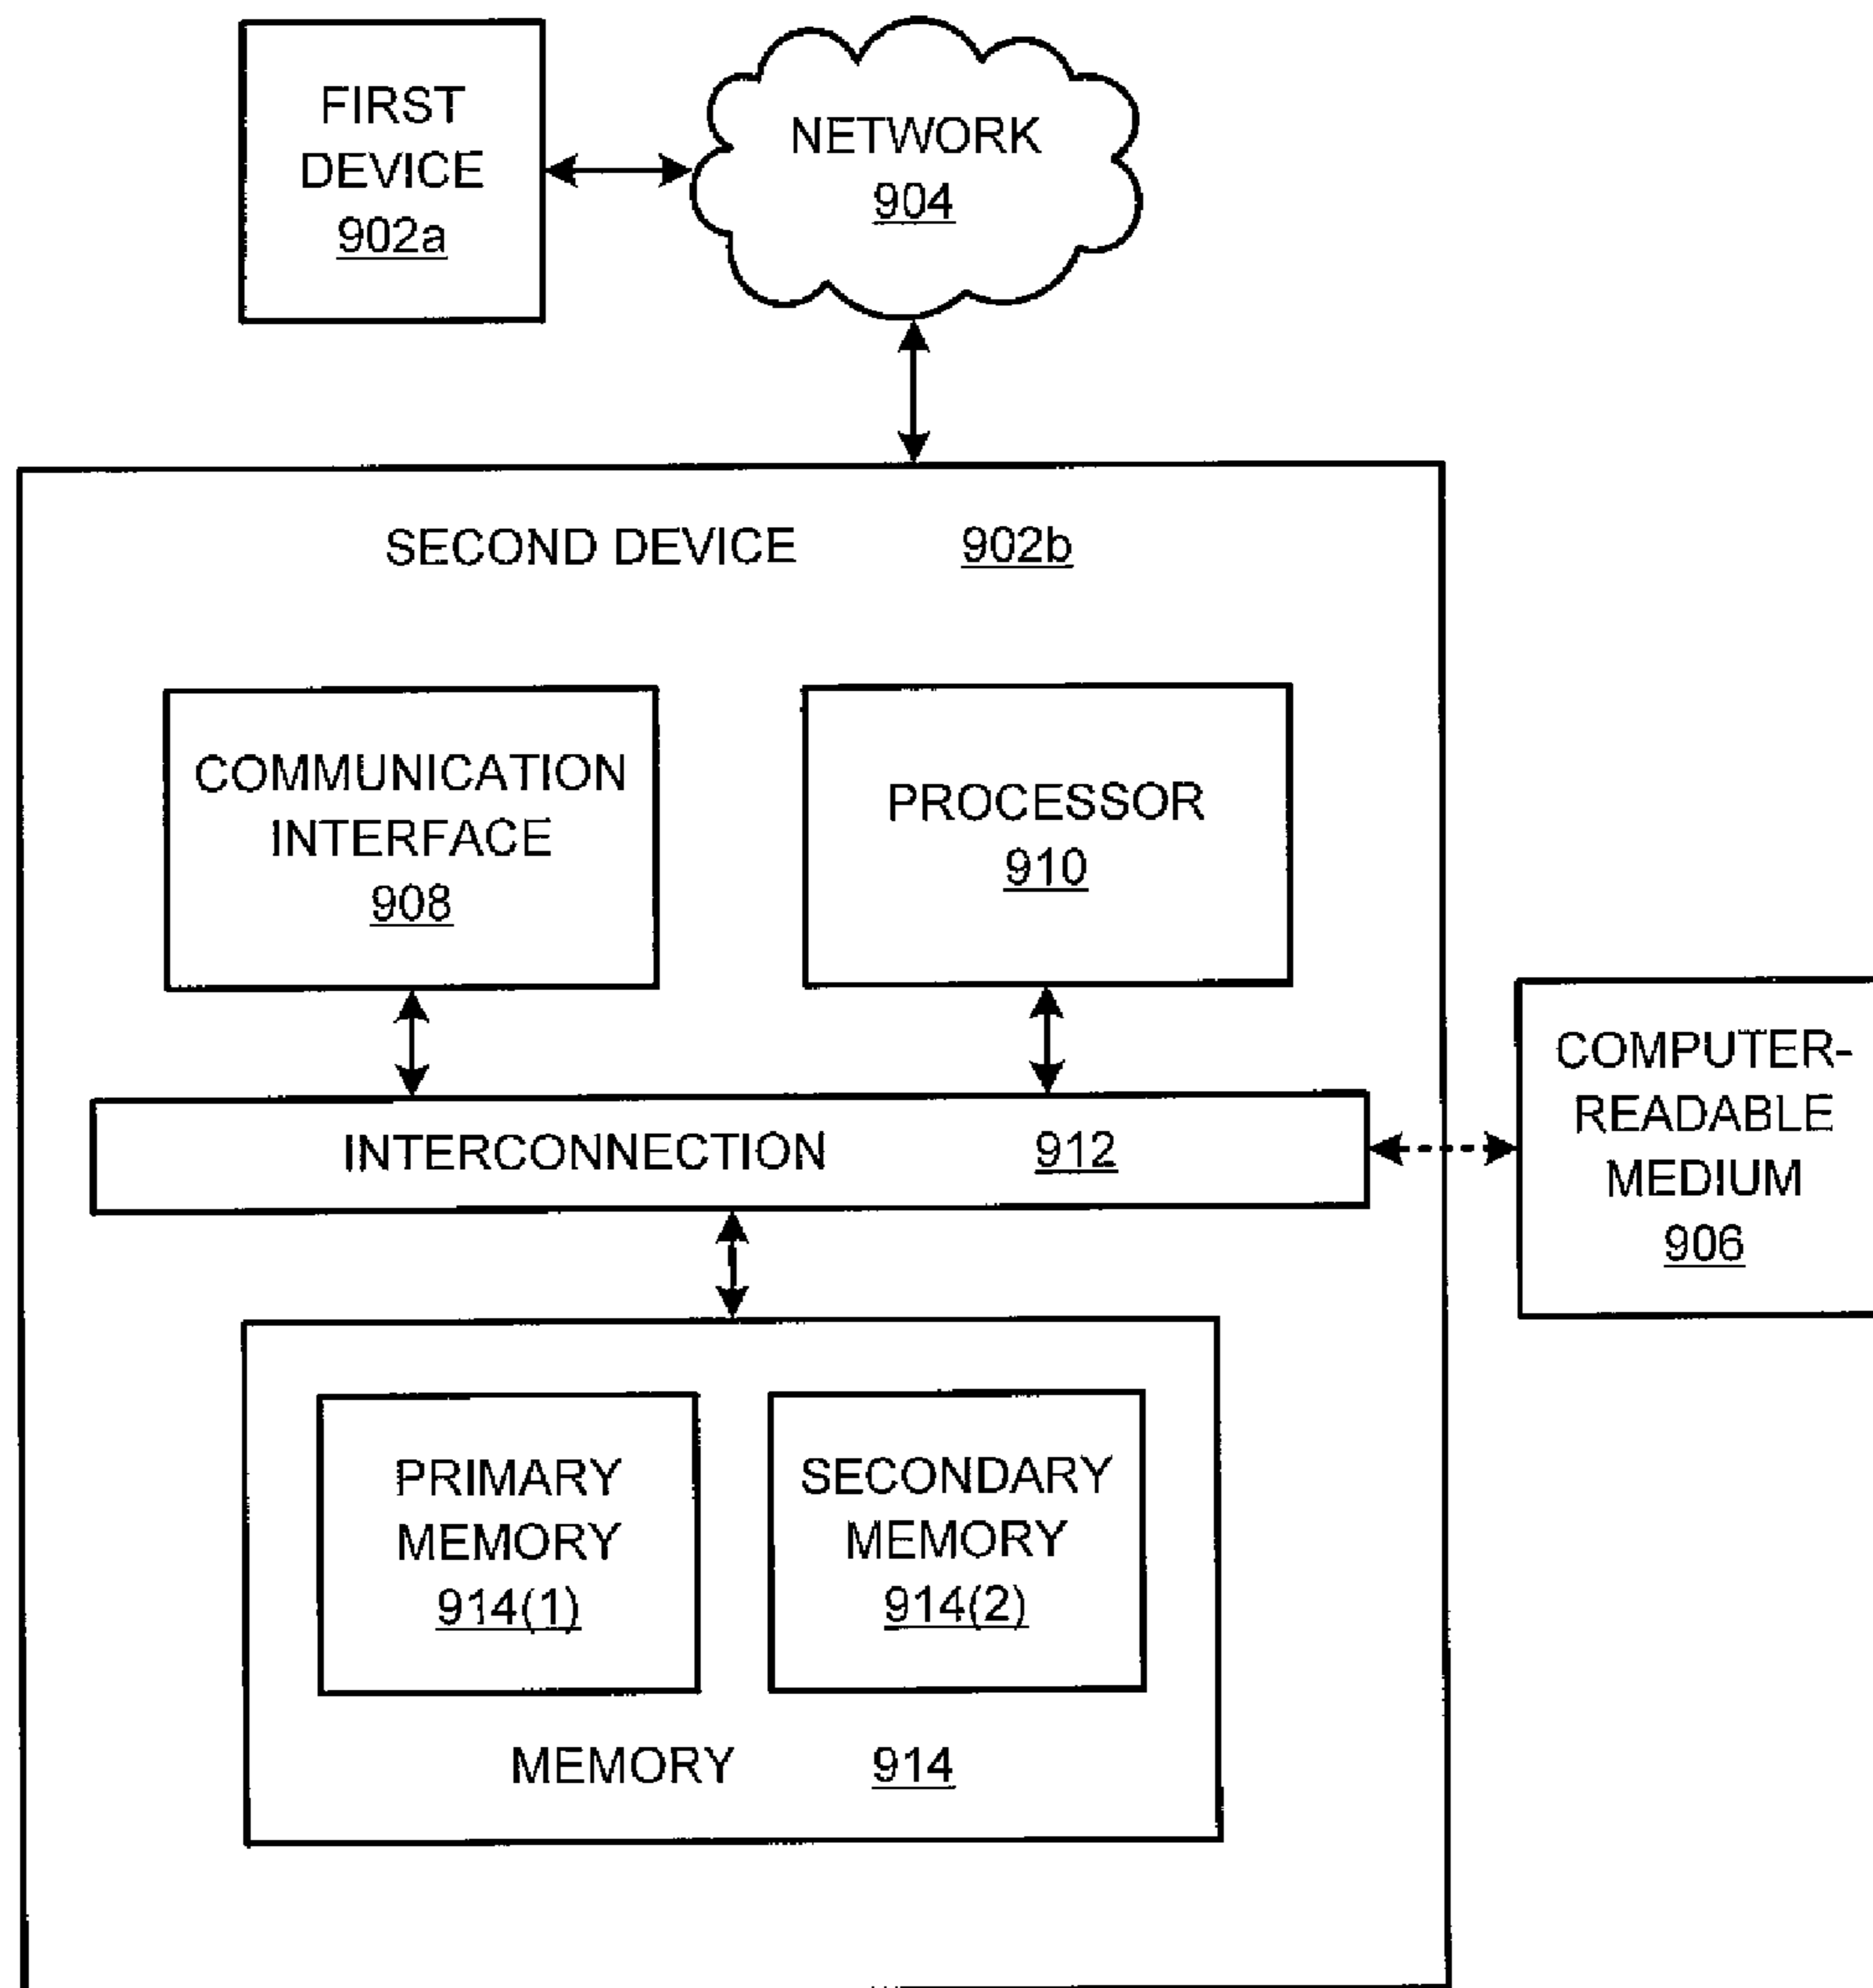 FIRST
DEVICE
902a
NETWORK
904
SECOND DEVICE 902b
COMMUNICATION
INTERFACE
908
PROCESSOR
910
INTERCONNECTION 912
COMPUTER-
READABLE
MEDIUM
906
PRIMARY
MEMORY
914(1)
SECONDARY
MEMORY
914(2)
MEMORY 914